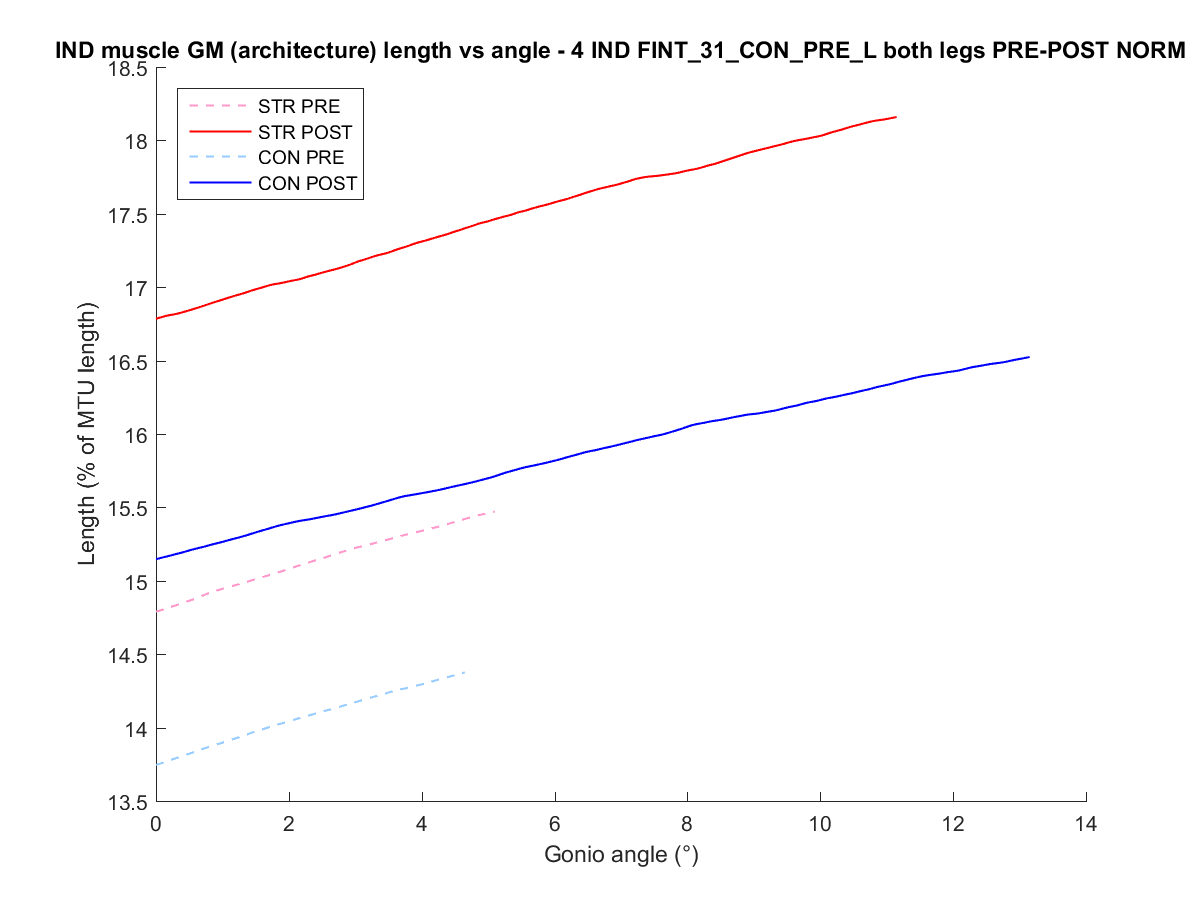 IND muscle GM (architecture) length vs angle - 4 IND FINT_31_CON_PRE_L both legs PRE-POST NORM
18.5
18
17.5
17
16.5
16
15.5
15
14.5
14
13.5
STR PRE
STR POST
CON PRE
CON POST
Length (% of MTU length)
0 2 4 6 8 10 12 14
Gonio angle (°)